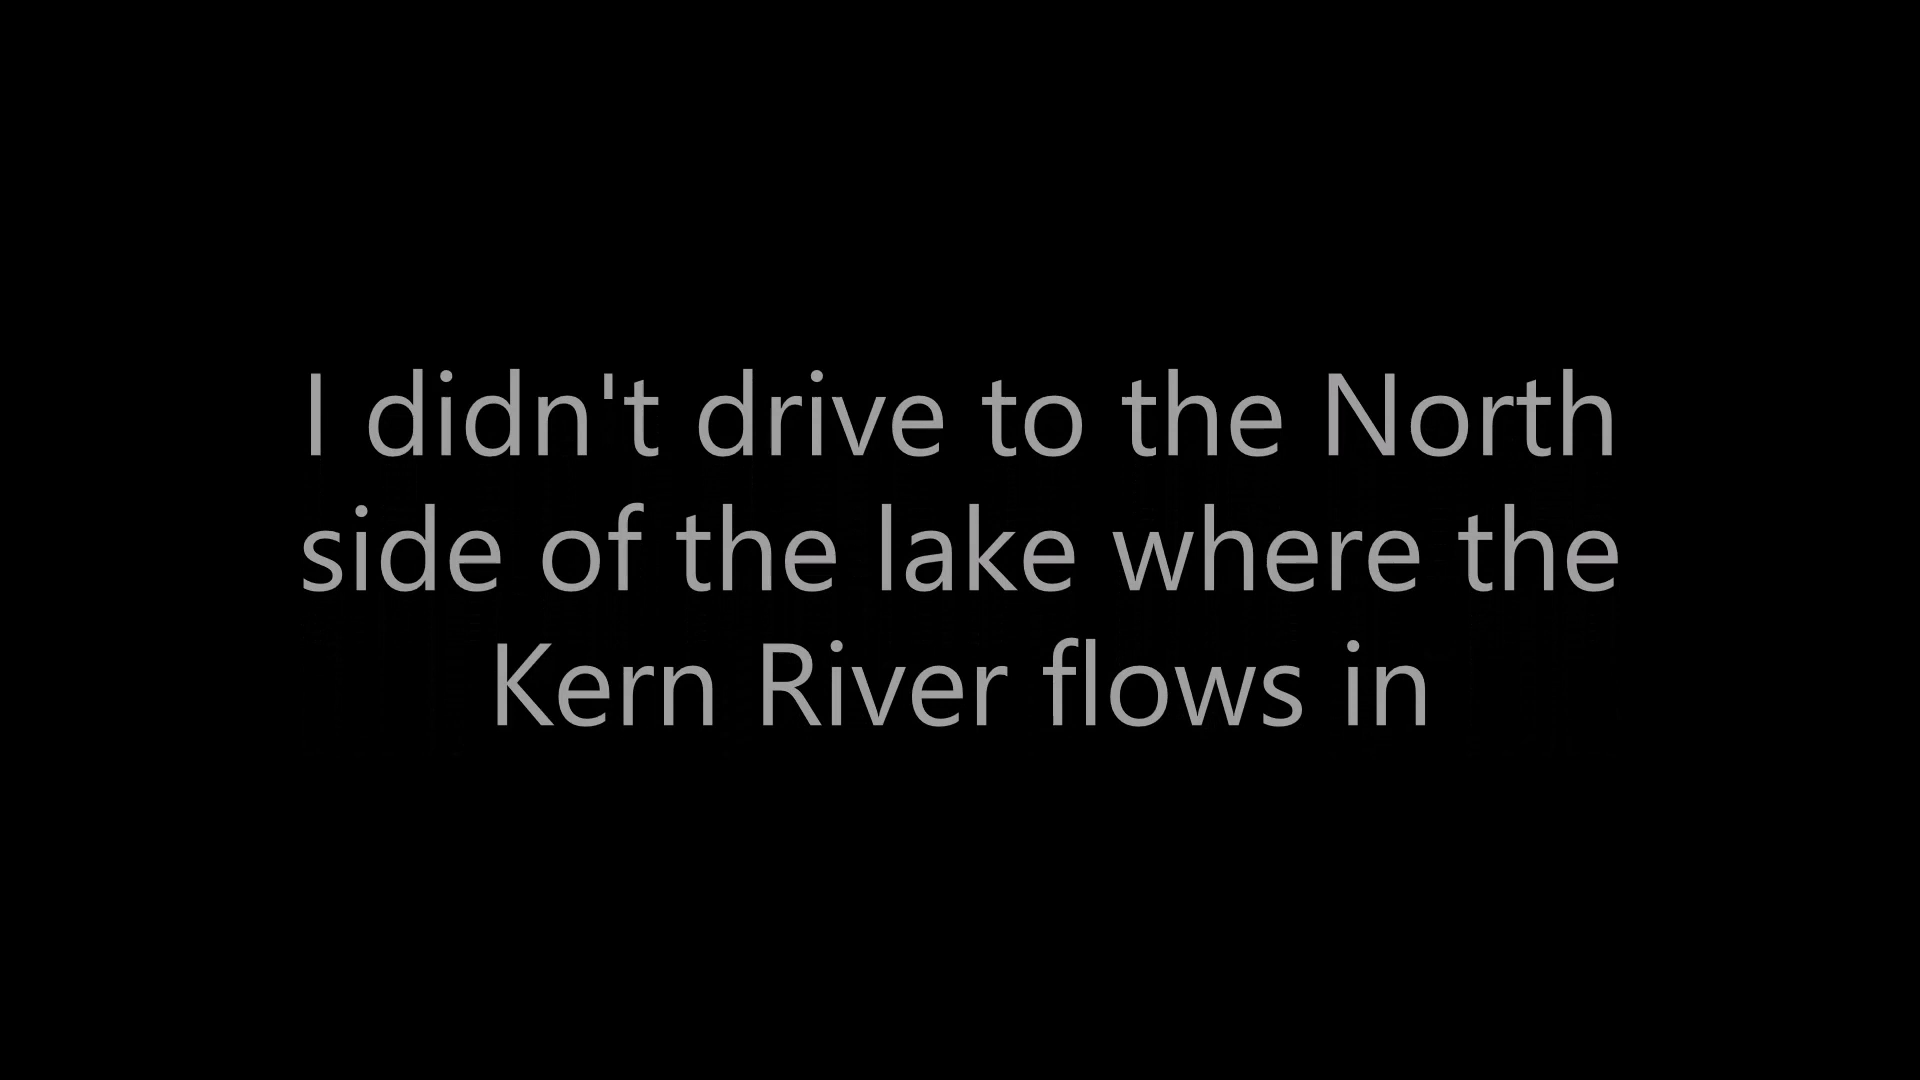 I didn't drive to the North
side of the lake where the
Kern River flows in